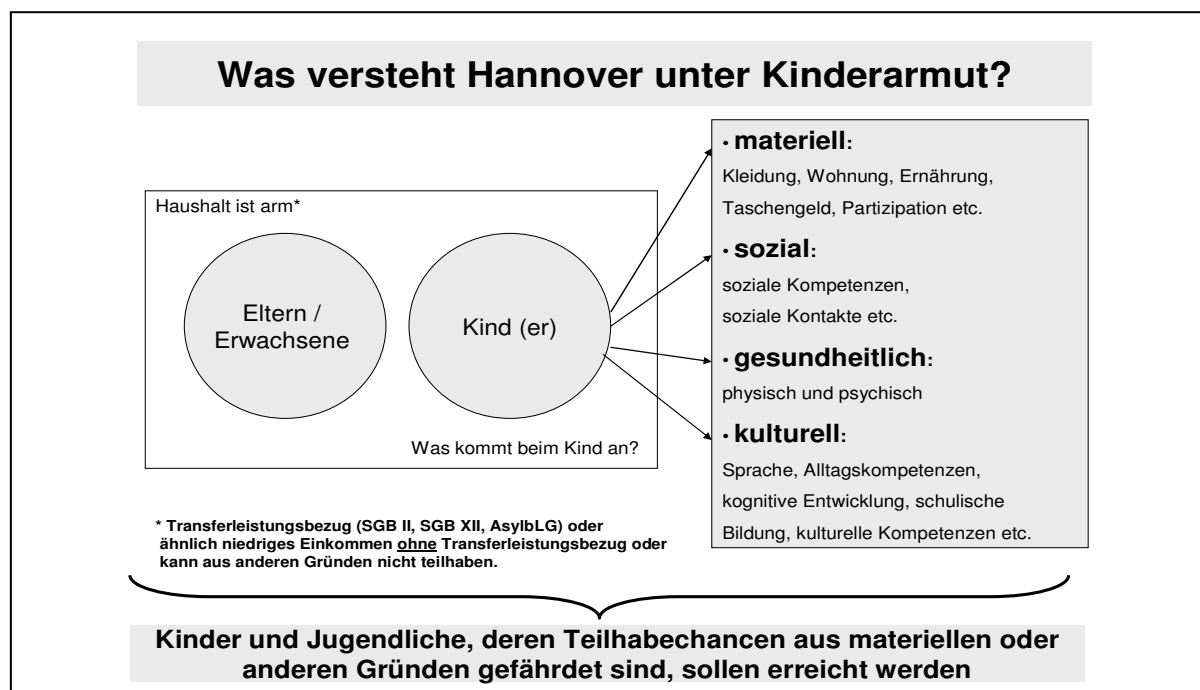 Was versteht Hannover unter Kinderarmut?
Haushalt ist arm*
Eltern /
Erwachsene
Kind (er)
Was kommt beim Kind an?
• materiell:
Kleidung, Wohnung, Ernährung,
Taschengeld, Partizipation etc.
• sozial:
soziale Kompetenzen,
soziale Kontakte etc.
• gesundheitlich:
physisch und psychisch
• kulturell:
Sprache, Alltagskompetenzen,
kognitive Entwicklung, schulische
Bildung, kulturelle Kompetenzen etc.
* Transferleistungsbezug (SGB II, SGB XII, AsylbLG) oder
ähnlich niedriges Einkommen ohne Transferleistungsbezug oder
kann aus anderen Gründen nicht teilhaben.
Kinder und Jugendliche, deren Teilhabechancen aus materiellen oder
anderen Gründen gefährdet sind, sollen erreicht werden